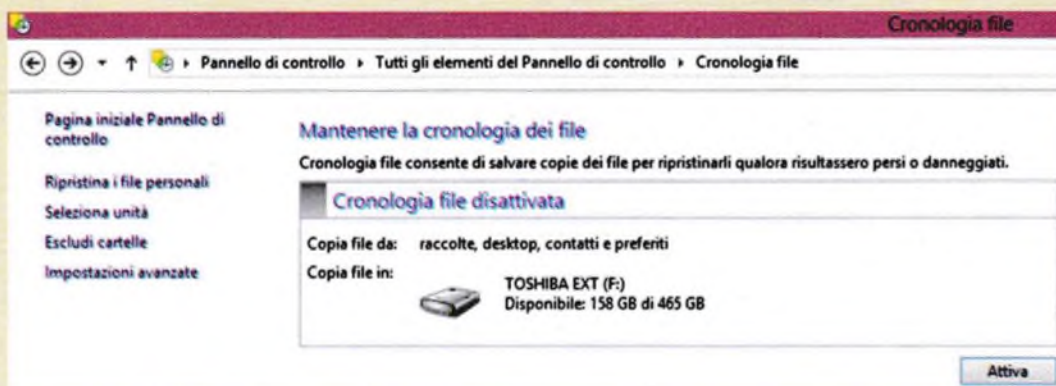 Cronologia file
Pannello di controllo ▸ Tutti gli elementi del Pannello di controllo ▸ Cronologia file
Pagina iniziale Pannello di
controllo
Ripristina i file personali
Seleziona unità
Escludi cartelle
Impostazioni avanzate
Mantenere la cronologia dei file
Cronologia file consente di salvare copie dei file per ripristinarli qualora risultassero persi o danneggiati.
Cronologia file disattivata
Copia file da: raccolte, desktop, contatti e preferiti
Copia file in:
TOSHIBA EXT (F:)
Disponibile: 158 GB di 465 GB
Attiva